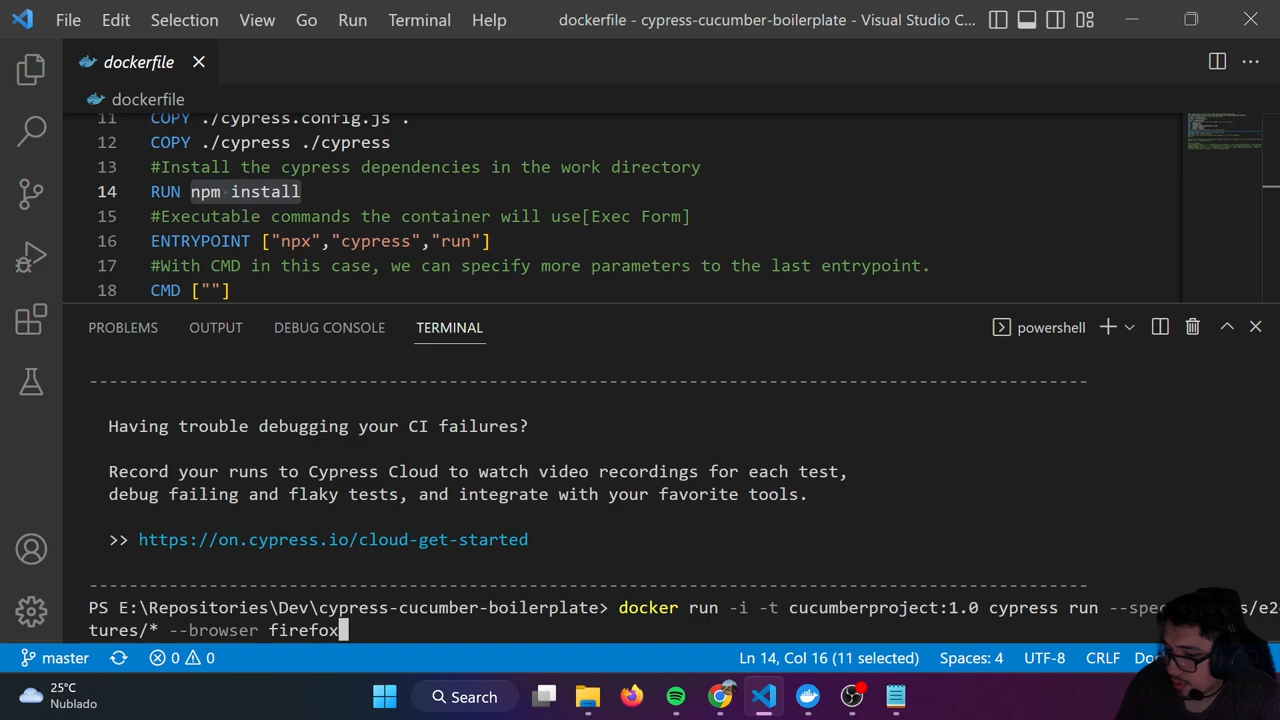 File Edit Selection View Go Run Terminal Help dockerfile - cypress-cucumber-boilerplate - Visual Studio C...
dockerfile
dockerfile
11 COPY ./cypress.config.js .
12 COPY ./cypress ./cypress
13 #Install the cypress dependencies in the work directory
14 RUN npm install
15 #Executable commands the container will use[Exec Form]
16 ENTRYPOINT ["npx","cypress","run"]
17 #With CMD in this case, we can specify more parameters to the last entrypoint.
18 CMD [""]
PROBLEMS OUTPUT DEBUG CONSOLE TERMINAL powershell
Having trouble debugging your CI failures?
Record your runs to Cypress Cloud to watch video recordings for each test,
debug failing and flaky tests, and integrate with your favorite tools.
>> https://on.cypress.io/cloud-get-started
PS E:\Repositories\Dev\cypress-cucumber-boilerplate> docker run -i -t cucumberproject:1.0 cypress run --spec cypress/e2
tures/* --browser firefox
master 0 0 Ln 14, Col 16 (11 selected) Spaces: 4 UTF-8 CRLF
25°C
Nublado
Search